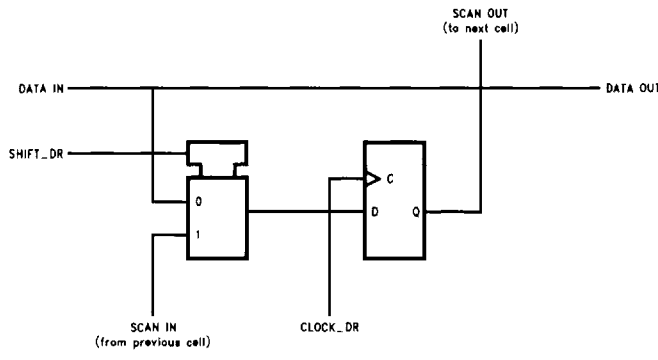 SCAN OUT
(to next cell)
DATA IN
DATA OUT
SHIFT_DR
C
0
D
Q
1
SCAN IN
(from previous cell)
CLOCK_DR